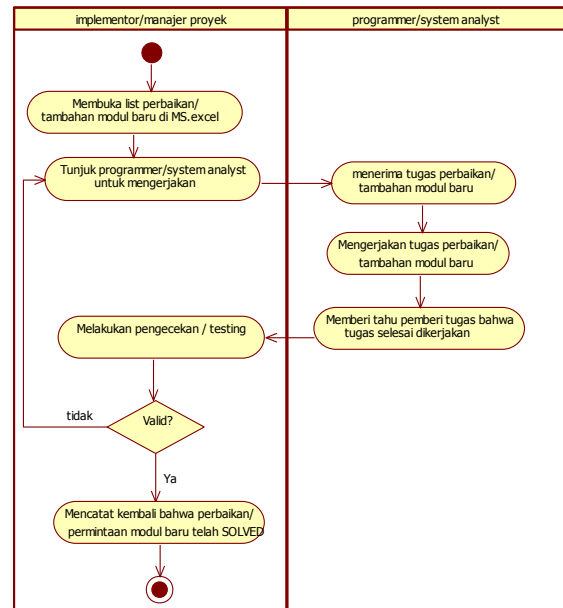 implementor/manajer proyek
programmer/system analyst
Membuka list perbaikan/
tambahan modul baru di MS.excel
Tunjuk programmer/system analyst
untuk mengerjakan
menerima tugas perbaikan/
tambahan modul baru
Mengerjakan tugas perbaikan/
tambahan modul baru
Memberi tahu pemberi tugas bahwa
tugas selesai dikerjakan
Melakukan pengecekan / testing
tidak
Valid?
Ya
Mencatat kembali bahwa perbaikan/
permintaan modul baru telah SOLVED